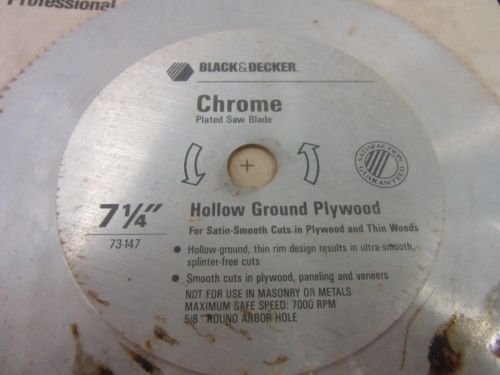 Professional
BLACK&DECKER.
Chrome
Plated Saw Blade
SATISFACTION GUARANTEED
7 1/4"
73-147
Hollow Ground Plywood
For Satin-Smooth Cuts in Plywood and Thin Woods
• Hollow-ground, thin rim design results in ultra-smooth,
splinter-free cuts
• Smooth cuts in plywood, paneling and veneers
NOT FOR USE IN MASONRY OR METALS
MAXIMUM SAFE SPEED: 7000 RPM
5/8" ROUND ARBOR HOLE